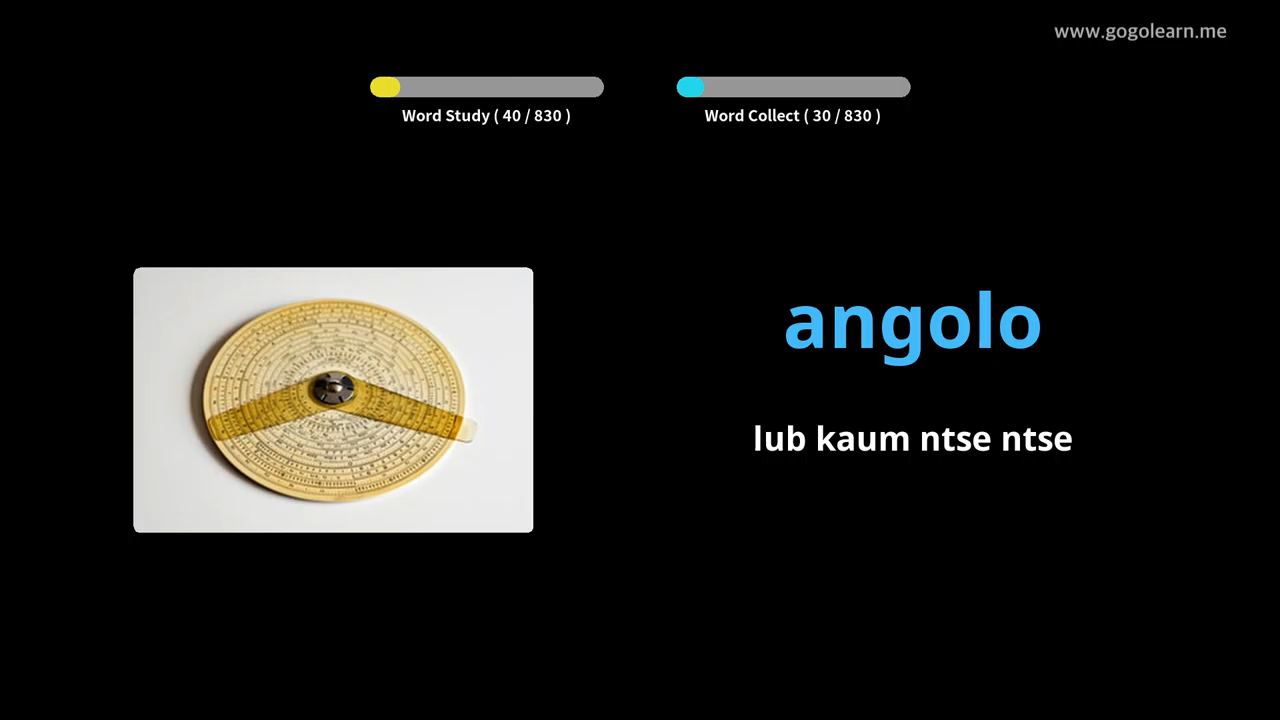 www.gogolearn.me
Word Study ( 40 / 830 )
Word Collect ( 30 / 830 )
angolo
lub kaum ntse ntse